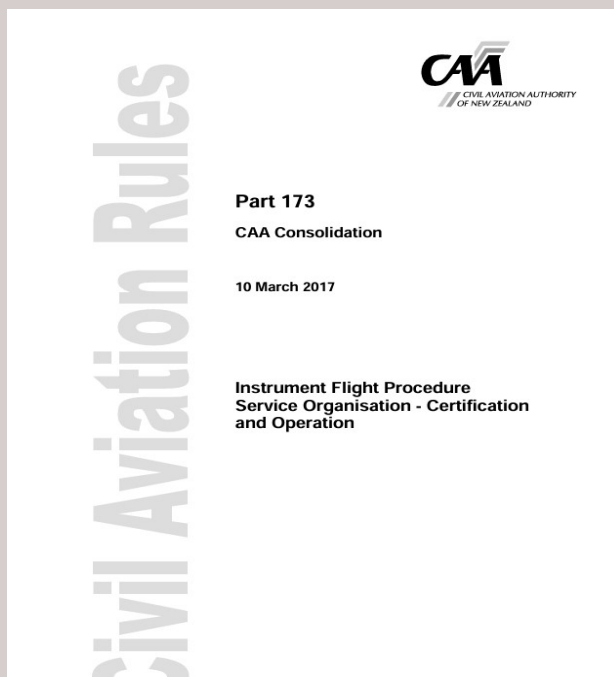 CAA
CIVIL AVIATION AUTHORITY
OF NEW ZEALAND
Civil Aviation Rules
Part 173
CAA Consolidation
10 March 2017
Instrument Flight Procedure
Service Organisation - Certification
and Operation